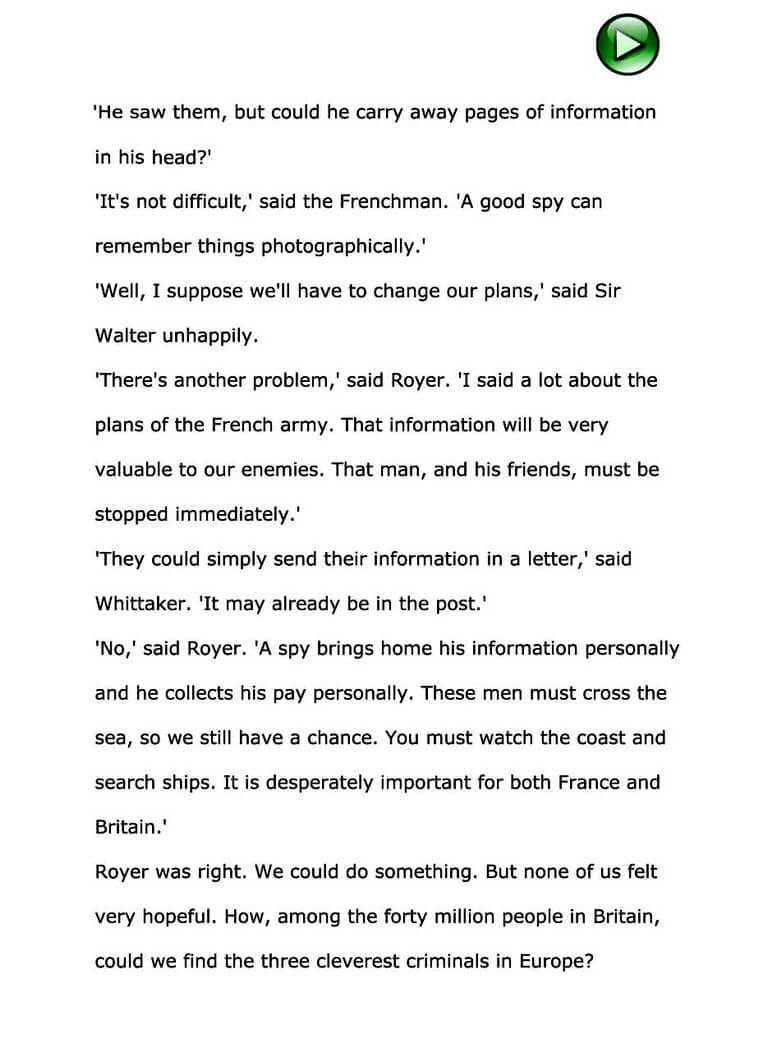 'He saw them, but could he carry away pages of information
in his head?'
'It's not difficult,' said the Frenchman. 'A good spy can
remember things photographically.'
'Well, I suppose we'll have to change our plans,' said Sir
Walter unhappily.
'There's another problem,' said Royer. 'I said a lot about the
plans of the French army. That information will be very
valuable to our enemies. That man, and his friends, must be
stopped immediately.'
'They could simply send their information in a letter,' said
Whittaker. 'It may already be in the post.'
'No,' said Royer. 'A spy brings home his information personally
and he collects his pay personally. These men must cross the
sea, so we still have a chance. You must watch the coast and
search ships. It is desperately important for both France and
Britain.'
Royer was right. We could do something. But none of us felt
very hopeful. How, among the forty million people in Britain,
could we find the three cleverest criminals in Europe?